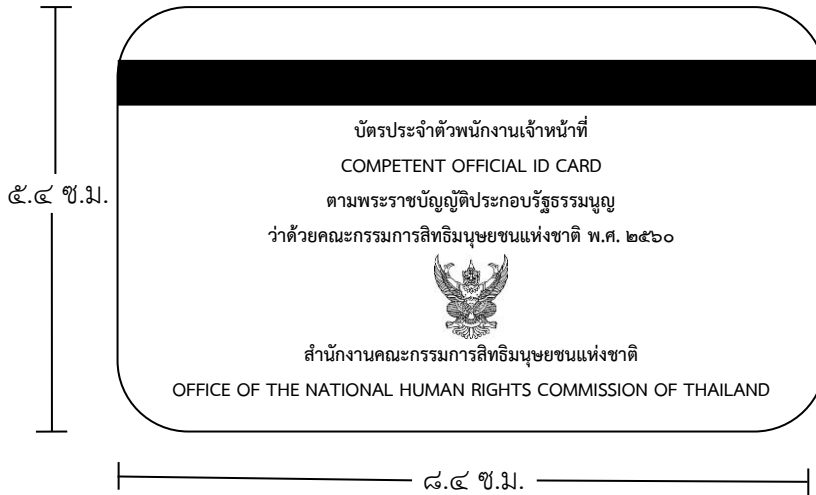 บัตรประจำตัวพนักงานเจ้าหน้าที่
COMPETENT OFFICIAL ID CARD
ตามพระราชบัญญัติประกอบรัฐธรรมนูญ
๕.๔ ซ.ม.
ว่าด้วยคณะกรรมการสิทธิมนุษยชนแห่งชาติ พ.ศ. ๒๕๖๐
สำนักงานคณะกรรมการสิทธิมนุษยชนแห่งชาติ
OFFICE OF THE NATIONAL HUMAN RIGHTS COMMISSION OF THAILAND
๘.๔ ซ.ม.